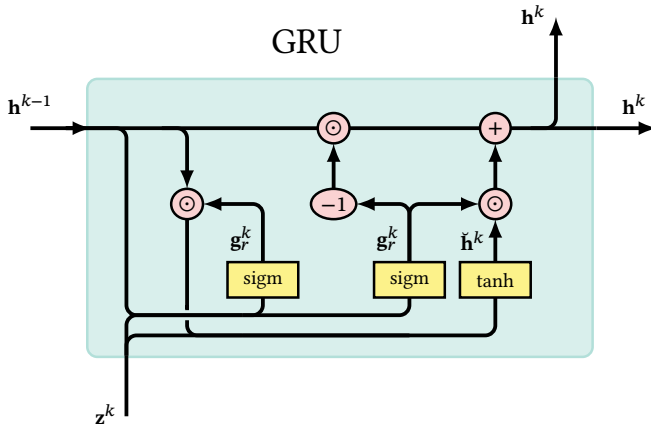 h^k
GRU
h^{k−1}
h^k
⊙
+
⊙
−1
⊙
g_r^k
g_r^k
h̆^k
sigm
sigm
tanh
z^k